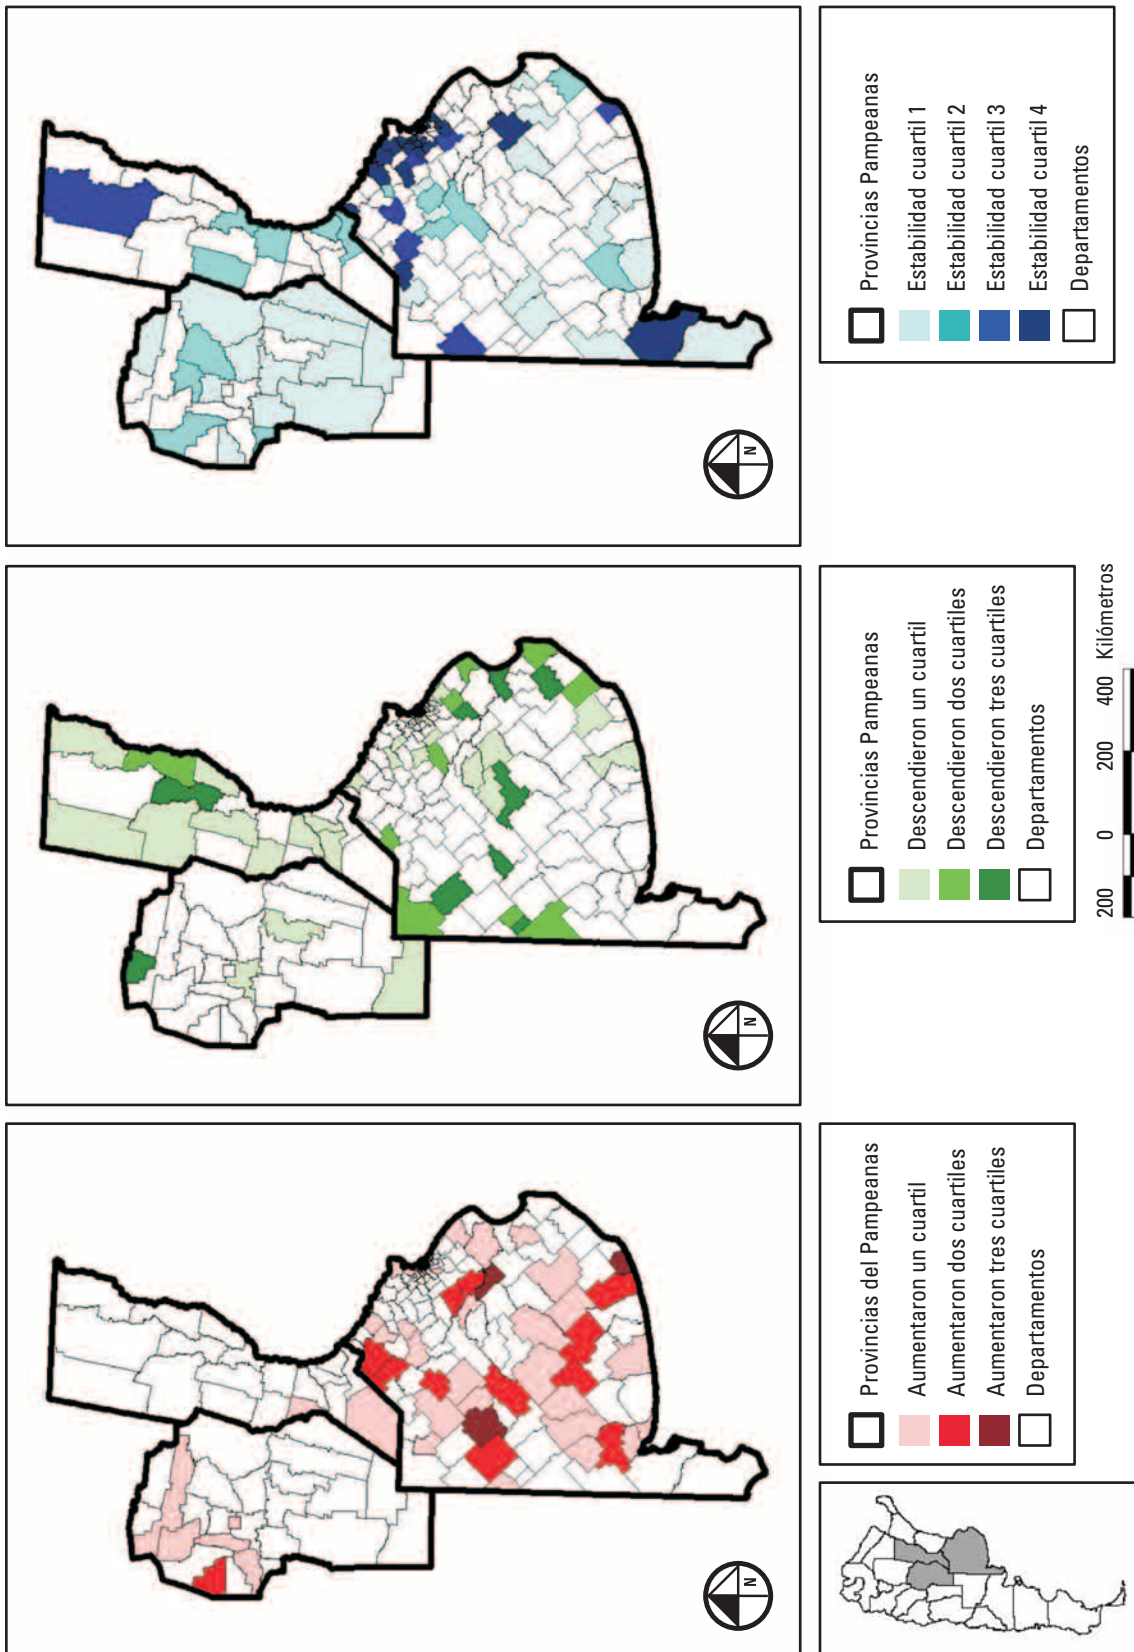 N
Provincias del Pampeanas
Aumentaron un cuartil
Aumentaron dos cuartiles
Aumentaron tres cuartiles
Departamentos
N
Provincias Pampeanas
Descendieron un cuartil
Descendieron dos cuartiles
Descendieron tres cuartiles
Departamentos
N
Provincias Pampeanas
Estabilidad cuartil 1
Estabilidad cuartil 2
Estabilidad cuartil 3
Estabilidad cuartil 4
Departamentos
200 0 200 400 Kilómetros